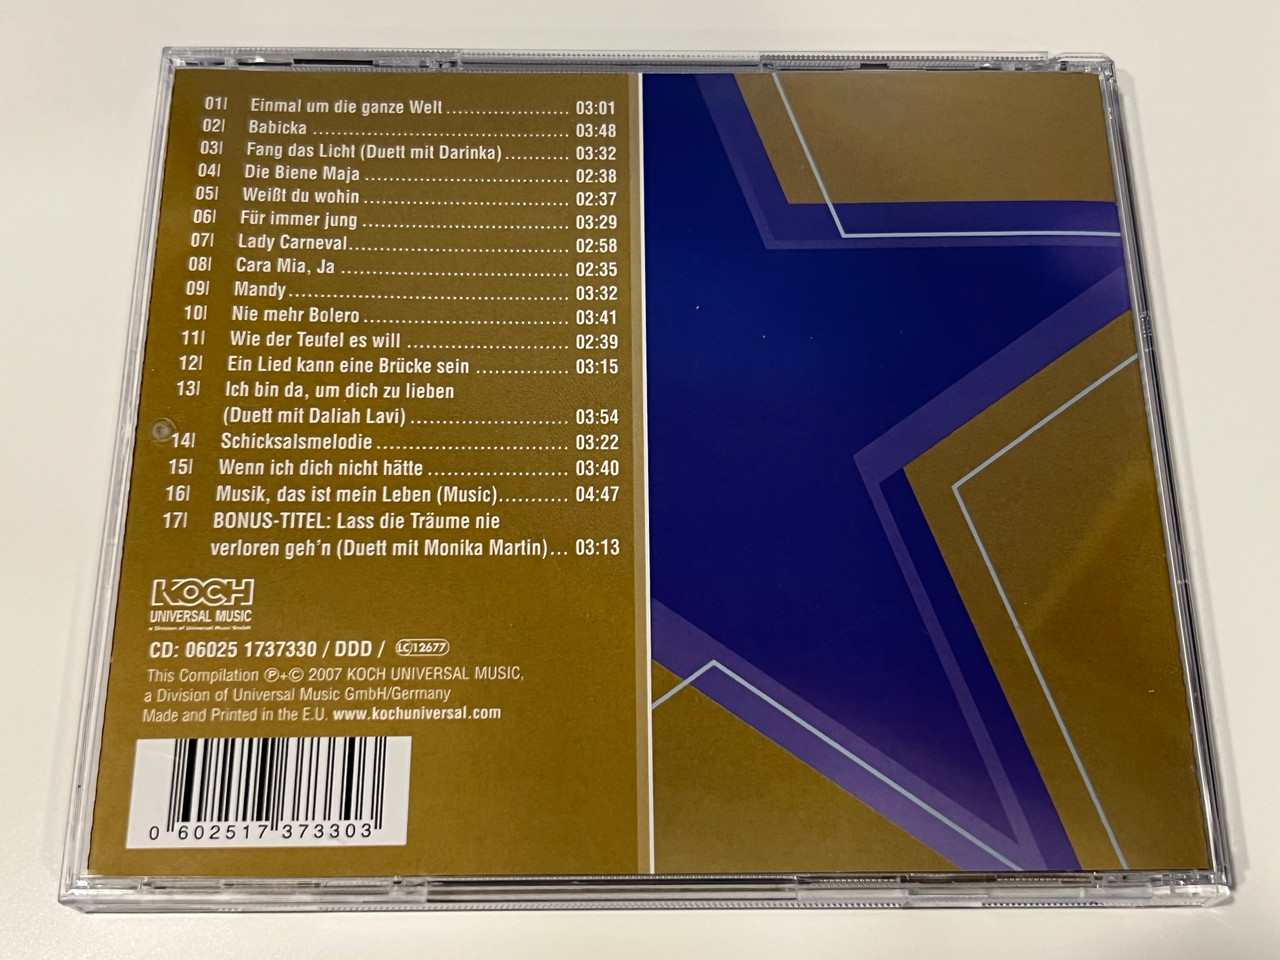 01| Einmal um die ganze Welt ........................ 03:01
02| Babicka ........................ 03:48
03| Fang das Licht (Duett mit Darinka) .......... 03:32
04| Die Biene Maja ........................ 02:38
05| Weißt du wohin ........................ 02:37
06| Für immer jung ........................ 03:29
07| Lady Carneval ........................ 02:58
08| Cara Mia, Ja ........................ 02:35
09| Mandy ........................ 03:32
10| Nie mehr Bolero ........................ 03:41
11| Wie der Teufel es will ........................ 02:39
12| Ein Lied kann eine Brücke sein .............. 03:15
13| Ich bin da, um dich zu lieben
(Duett mit Daliah Lavi) ........................ 03:54
14| Schicksalsmelodie ........................ 03:22
15| Wenn ich dich nicht hätte ..................... 03:40
16| Musik, das ist mein Leben (Music) ........... 04:47
17| BONUS-TITEL: Lass die Träume nie
verloren geh'n (Duett mit Monika Martin) ... 03:13
KOCH
UNIVERSAL MUSIC
a Division of Universal Music GmbH
CD: 06025 1737330 / DDD / LC 12677
This Compilation ℗+© 2007 KOCH UNIVERSAL MUSIC,
a Division of Universal Music GmbH/Germany
Made and Printed in the E.U. www.kochuniversal.com
0 602517 373303